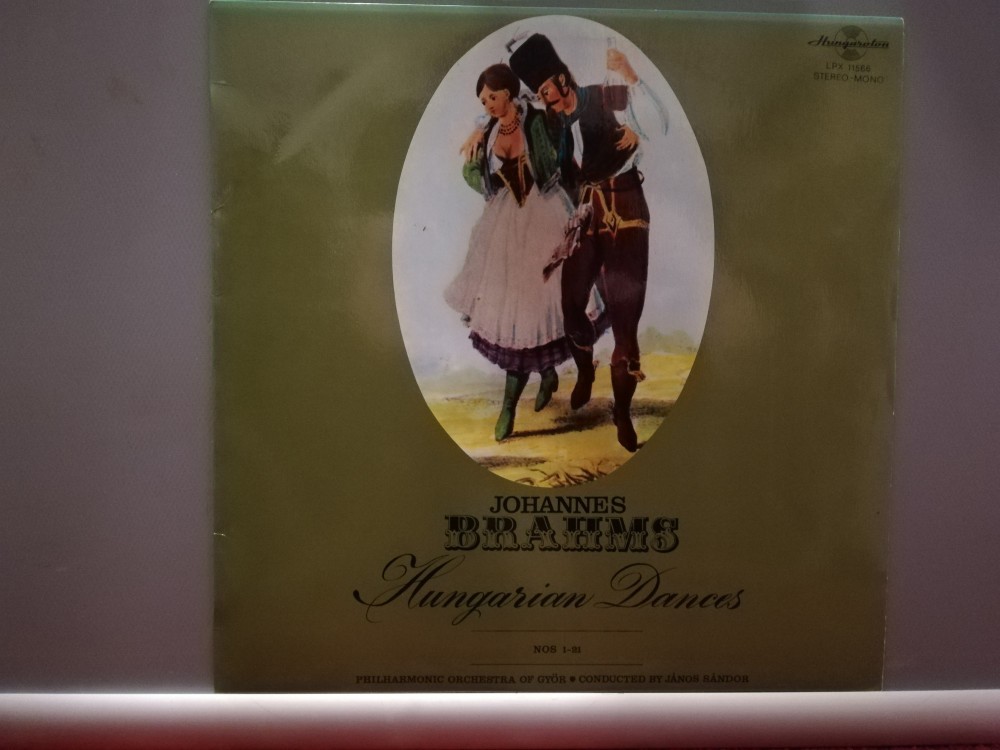 Hungaroton
LPX 11586
STEREO-MONO
JOHANNES
BRAHMS
Hungarian Dances
NOS 1-21
PHILHARMONIC ORCHESTRA OF GYŐR ● CONDUCTED BY JÁNOS SÁNDOR